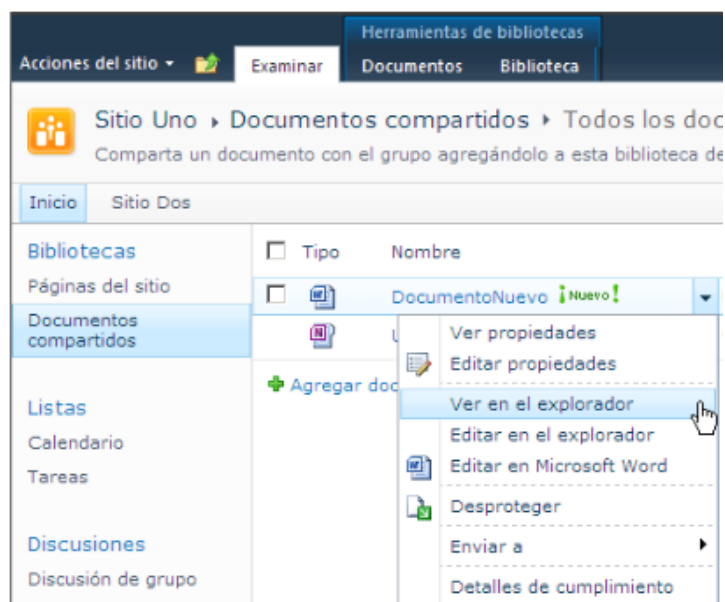 Herramientas de bibliotecas
Acciones del sitio
Examinar
Documentos
Biblioteca
Sitio Uno Documentos compartidos Todos los doc
Comparta un documento con el grupo agregándolo a esta biblioteca de
Inicio
Sitio Dos
Bibliotecas
Páginas del sitio
Documentos
compartidos
Listas
Calendario
Tareas
Discusiones
Discusión de grupo
Tipo
Nombre
DocumentoNuevo ¡Nuevo!
Agregar doc
Ver propiedades
Editar propiedades
Ver en el explorador
Editar en el explorador
Editar en Microsoft Word
Desproteger
Enviar a
Detalles de cumplimiento